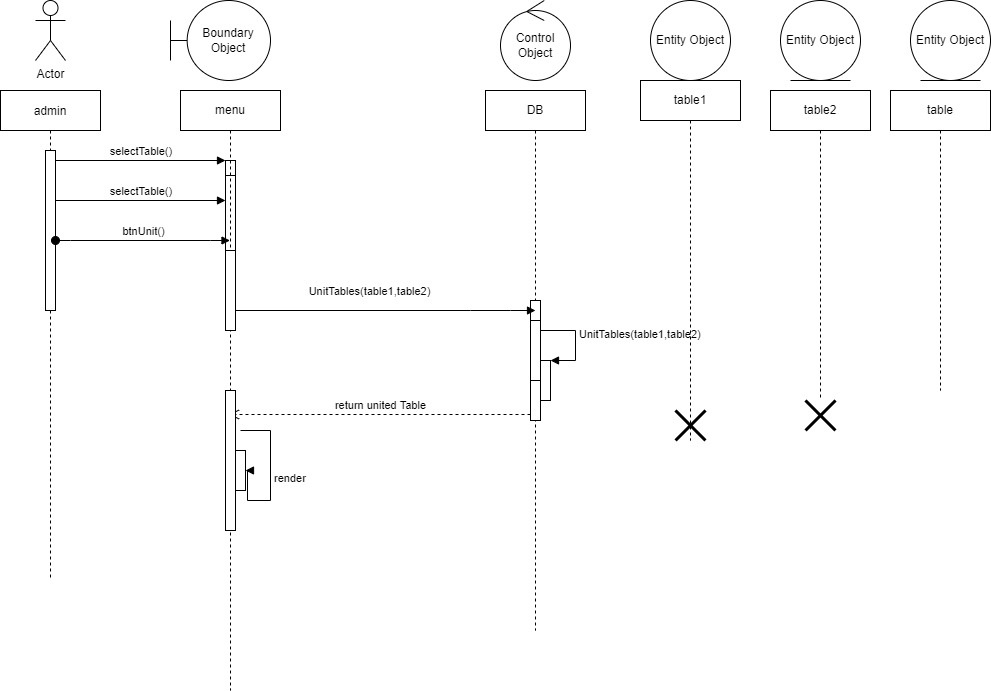 Boundary
Object
Control
Object
Entity Object
Entity Object
Entity Object
Actor
admin
menu
DB
table1
table2
table
selectTable()
selectTable()
btnUnit()
UnitTables(table1,table2)
UnitTables(table1,table2)
return united Table
render